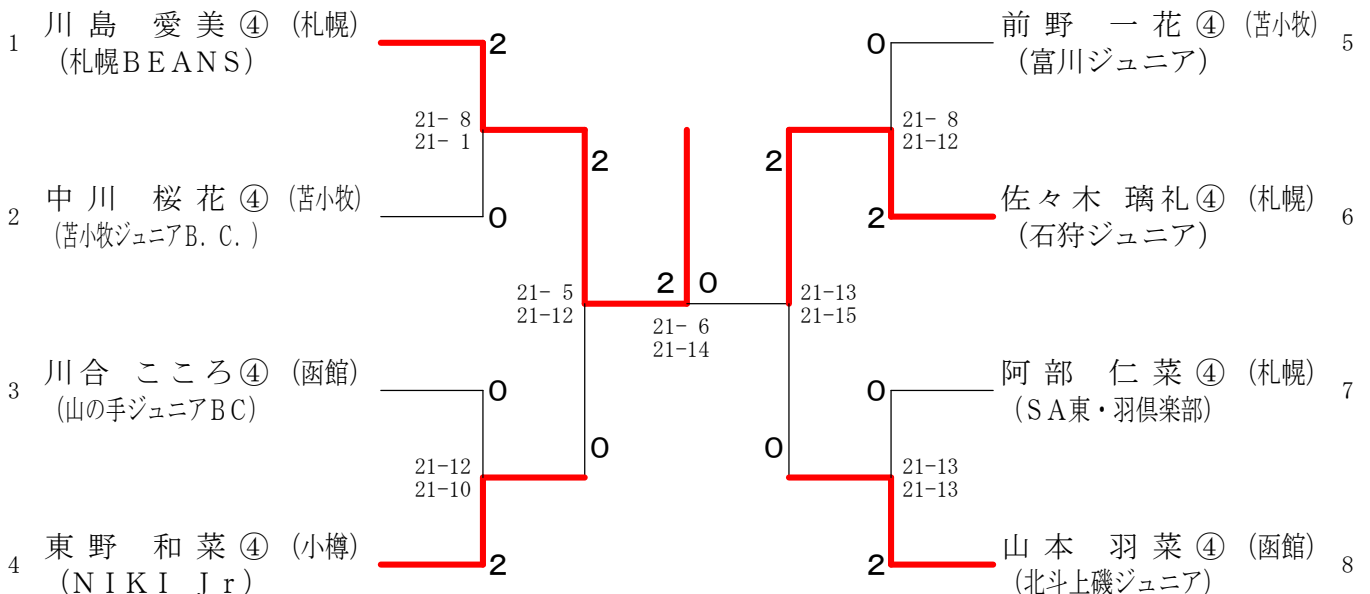 1 川島 愛美④ (札幌)
(札幌BEANS)
2
21- 8
21- 1
2 中川 桜花④ (苫小牧)
(苫小牧ジュニアB.C.)
0
2
21- 5
21-12
3 川合 こころ④ (函館)
(山の手ジュニアBC)
0
21-12
21-10
0
4 東野 和菜④ (小樽)
(NIKI Jr)
2
2 0
21- 6
21-14
前野 一花④ (苫小牧) 5
(富川ジュニア)
0
21- 8
21-12
2
佐々木 璃礼④ (札幌) 6
(石狩ジュニア)
2
21-13
21-15
阿部 仁菜④ (札幌) 7
(SA東・羽倶楽部)
0
21-13
21-13
0
山本 羽菜④ (函館) 8
(北斗上磯ジュニア)
2